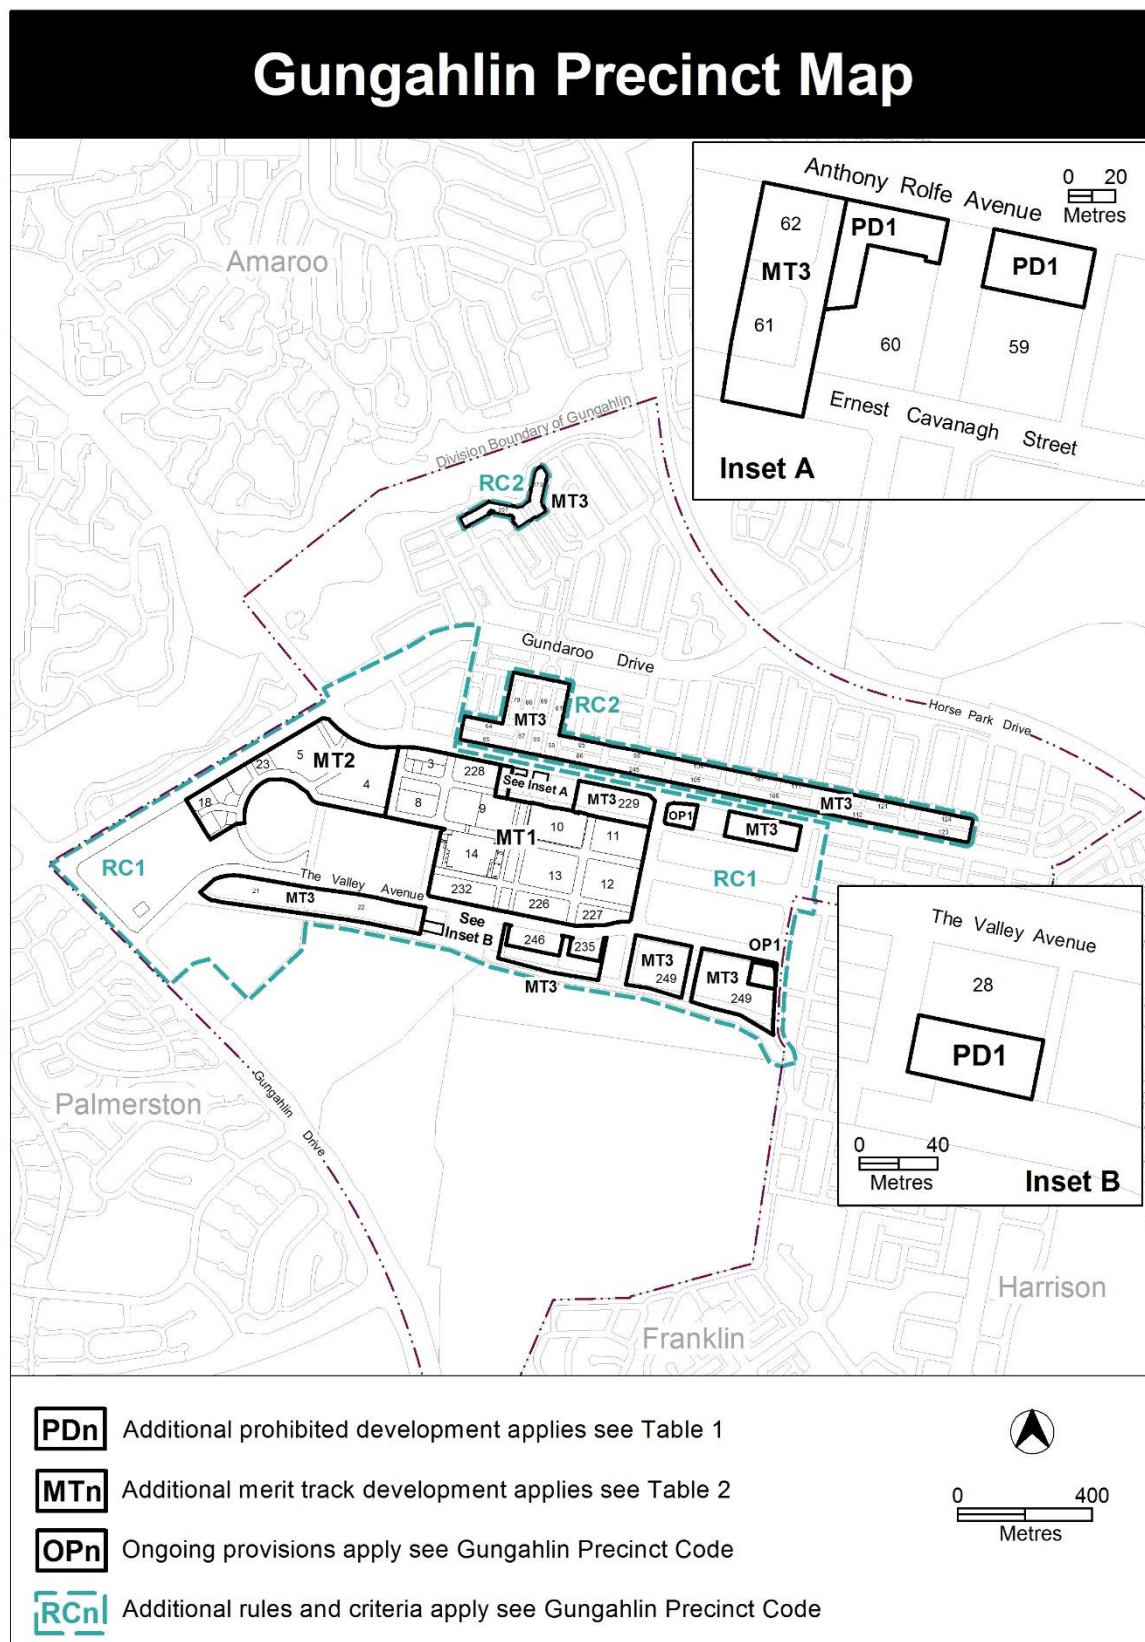 Gungahlin Precinct Map
Anthony Rolfe Avenue
0 20
Metres
62
PD1
MT3
PD1
61
60
59
Ernest Cavanagh Street
Inset A
Amaroo
Division Boundary of Gungahlin
RC2
MT3
Gundaroo Drive
Horse Park Drive
RC2
MT3
MT2
5
23
4
18
3
228
See Inset A
8
9
MT3 229
OP1
MT3
MT3
MT1
10
11
14
13
12
RC1
RC1
The Valley Avenue
21
MT3
22
232
226
227
See
Inset B
246
235
MT3
MT3
249
MT3
249
OP1
The Valley Avenue
28
PD1
0 40
Metres
Inset B
Palmerston
Gungahlin Drive
Harrison
Franklin
PDn Additional prohibited development applies see Table 1
MTn Additional merit track development applies see Table 2
OPn Ongoing provisions apply see Gungahlin Precinct Code
RCn Additional rules and criteria apply see Gungahlin Precinct Code
0 400
Metres